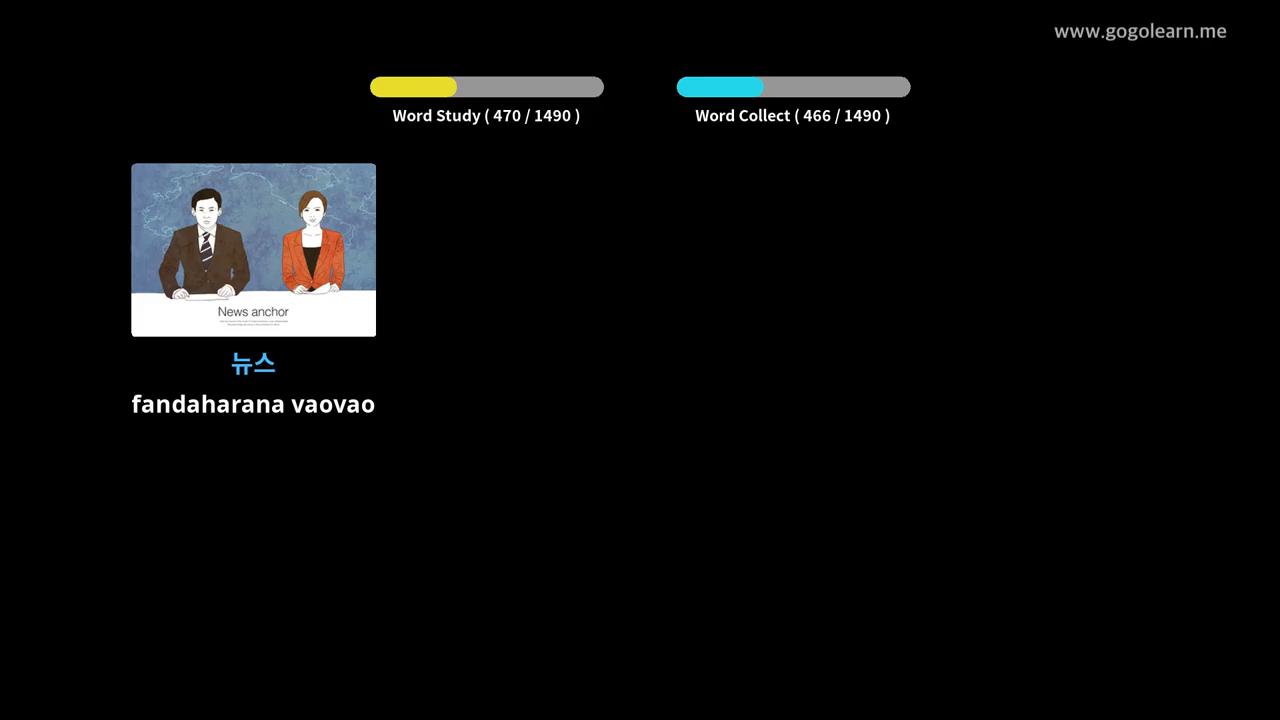 www.gogolearn.me
Word Study ( 470 / 1490 )
Word Collect ( 466 / 1490 )
News anchor
뉴스
fandaharana vaovao